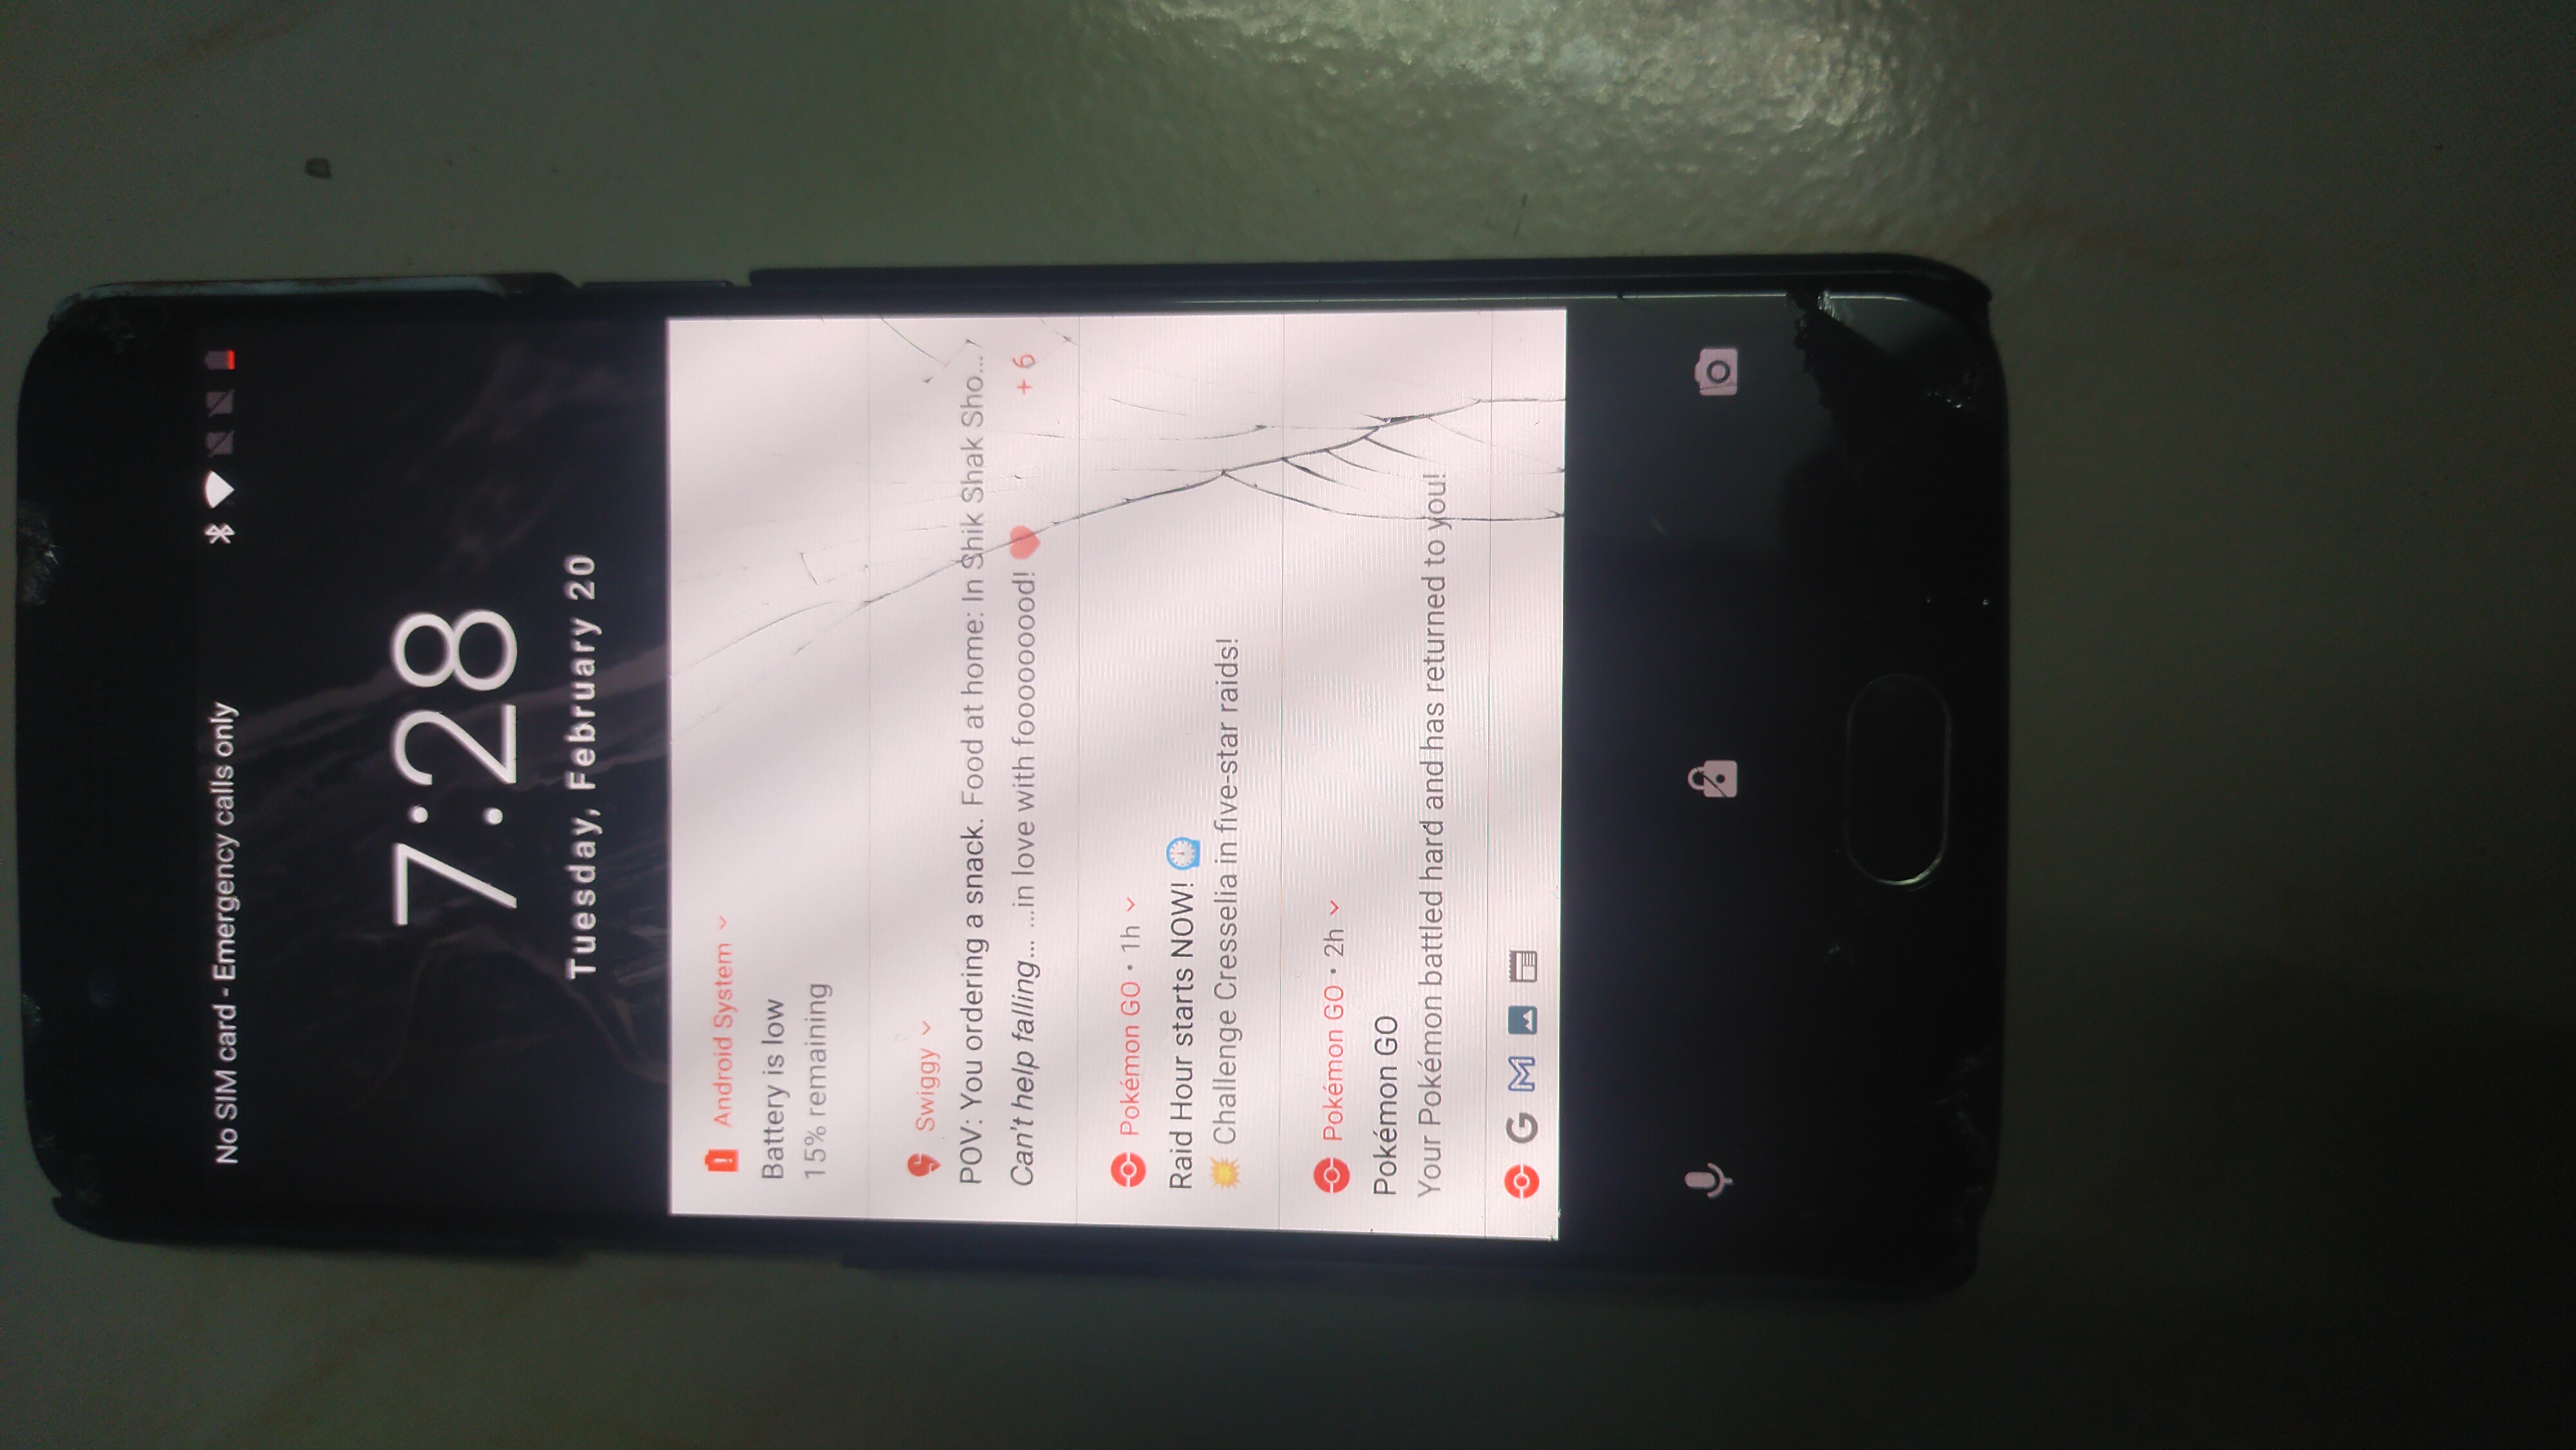 No SIM card - Emergency calls only
7:28
Tuesday, February 20
Android System
Battery is low
15% remaining
Swiggy
POV: You ordering a snack. Food at home: In Shik Shak Sho...
Can't help falling... ...in love with fooooooood! ❤️ + 6
Pokémon GO • 1h
Raid Hour starts NOW! ⏱️
💥 Challenge Cresselia in five-star raids!
Pokémon GO • 2h
Pokémon GO
Your Pokémon battled hard and has returned to you!